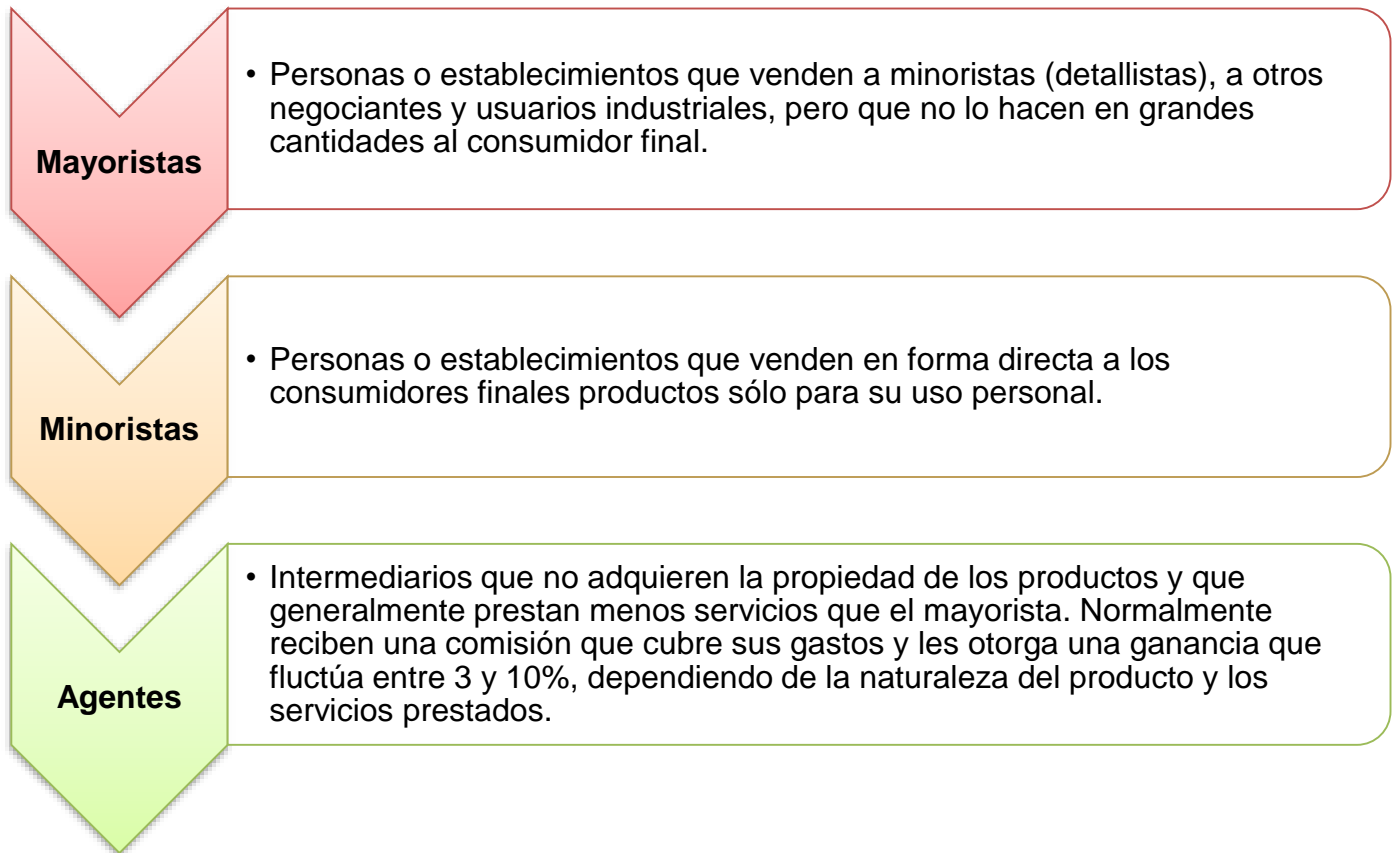 Mayoristas
• Personas o establecimientos que venden a minoristas (detallistas), a otros
negociantes y usuarios industriales, pero que no lo hacen en grandes
cantidades al consumidor final.
Minoristas
• Personas o establecimientos que venden en forma directa a los
consumidores finales productos sólo para su uso personal.
Agentes
• Intermediarios que no adquieren la propiedad de los productos y que
generalmente prestan menos servicios que el mayorista. Normalmente
reciben una comisión que cubre sus gastos y les otorga una ganancia que
fluctúa entre 3 y 10%, dependiendo de la naturaleza del producto y los
servicios prestados.